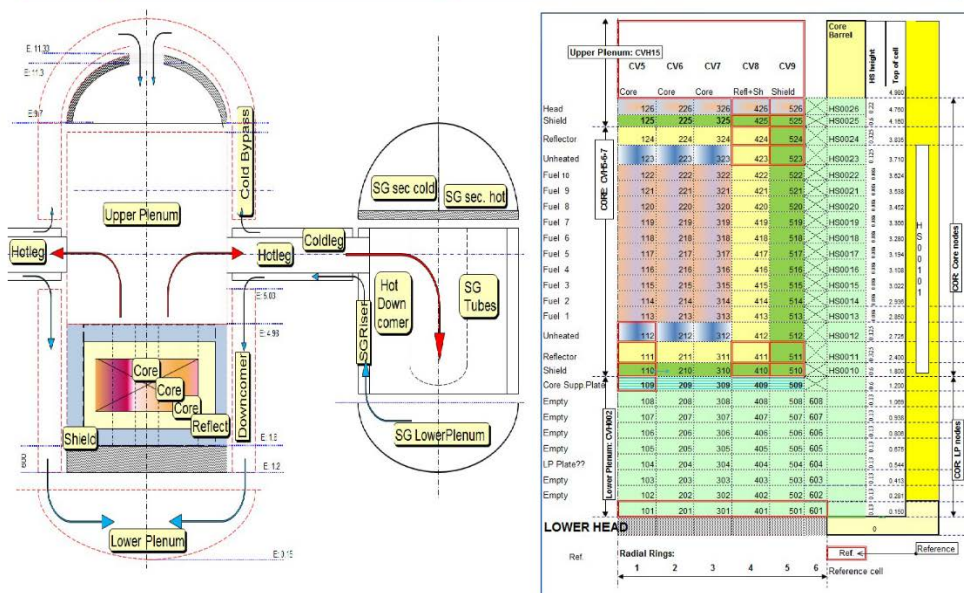 E: 11.33
E: 11.3
E: 9.7
Cold Bypass
Upper Plenum
Hotleg
Hotleg
Coldleg
SG sec cold
SG sec. hot
Hot Down comer
SG Tubes
SGRiser
SG LowerPlenum
E: 5.03
E: 4.98
Core
Core
Core
Reflect
Shield
Downcomer
E: 1.8
E: 1.2
600
Lower Plenum
E: 0.15
Upper Plenum: CVH15
CV5 CV6 CV7 CV8 CV9
Core Core Core Refl+Sh Shield
Core Barrell
HS height
Top of cell
4.980
Head 126 226 326 426 526 HS0026 0.22 4.760
Shield 125 225 325 425 525 HS0025 4.160
Reflector 124 224 324 424 524 HS0024 3.835
Unheated 123 223 323 423 523 HS0023 3.710
Fuel 10 122 222 322 422 522 HS0022 3.624
Fuel 9 121 221 321 421 521 HS0021 3.538
Fuel 8 120 220 320 420 520 HS0020 3.452
Fuel 7 119 219 319 419 519 HS0019 3.366
Fuel 6 118 218 318 418 518 HS0018 3.280
Fuel 5 117 217 317 417 517 HS0017 3.194
Fuel 4 116 216 316 416 516 HS0016 3.108
Fuel 3 115 215 315 415 515 HS0015 3.022
Fuel 2 114 214 314 414 514 HS0014
Fuel 1 113 213 313 413 513 HS0013 2.850
Unheated 112 212 312 412 512 HS0012 2.725
Reflector 111 211 311 411 511 HS0011 2.400
Shield 110 210 310 410 510 HS0010 1.800
Core Supp.Plate 109 209 309 409 509 1.200
Empty 108 208 308 408 508 608 1.069
Empty 107 207 307 407 507 607 0.938
Empty 106 206 306 406 506 606
Empty 105 205 305 405 505 605 0.675
LP Plate?? 104 204 304 404 504 604 0.544
Empty 103 203 303 403 503 603 0.413
Empty 102 202 302 402 502 602 0.281
101 201 301 401 501 601 0.150
LOWER HEAD
0
CORE: CVH5-6-7
Lower Plenum: CVH002
HS00101
COR: Core nodes
COR: LP nodes
Ref. Radial Rings:
1 2 3 4 5 6
Ref.
Reference
Reference cell